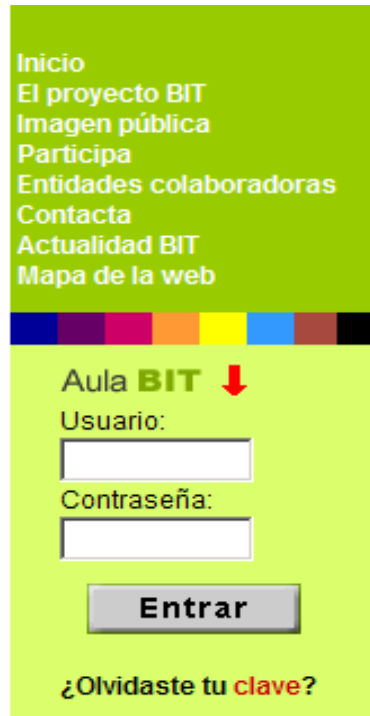 Inicio
El proyecto BIT
Imagen pública
Participa
Entidades colaboradoras
Contacta
Actualidad BIT
Mapa de la web
Aula BIT
Usuario:
Contraseña:
Entrar
¿Olvidaste tu clave?